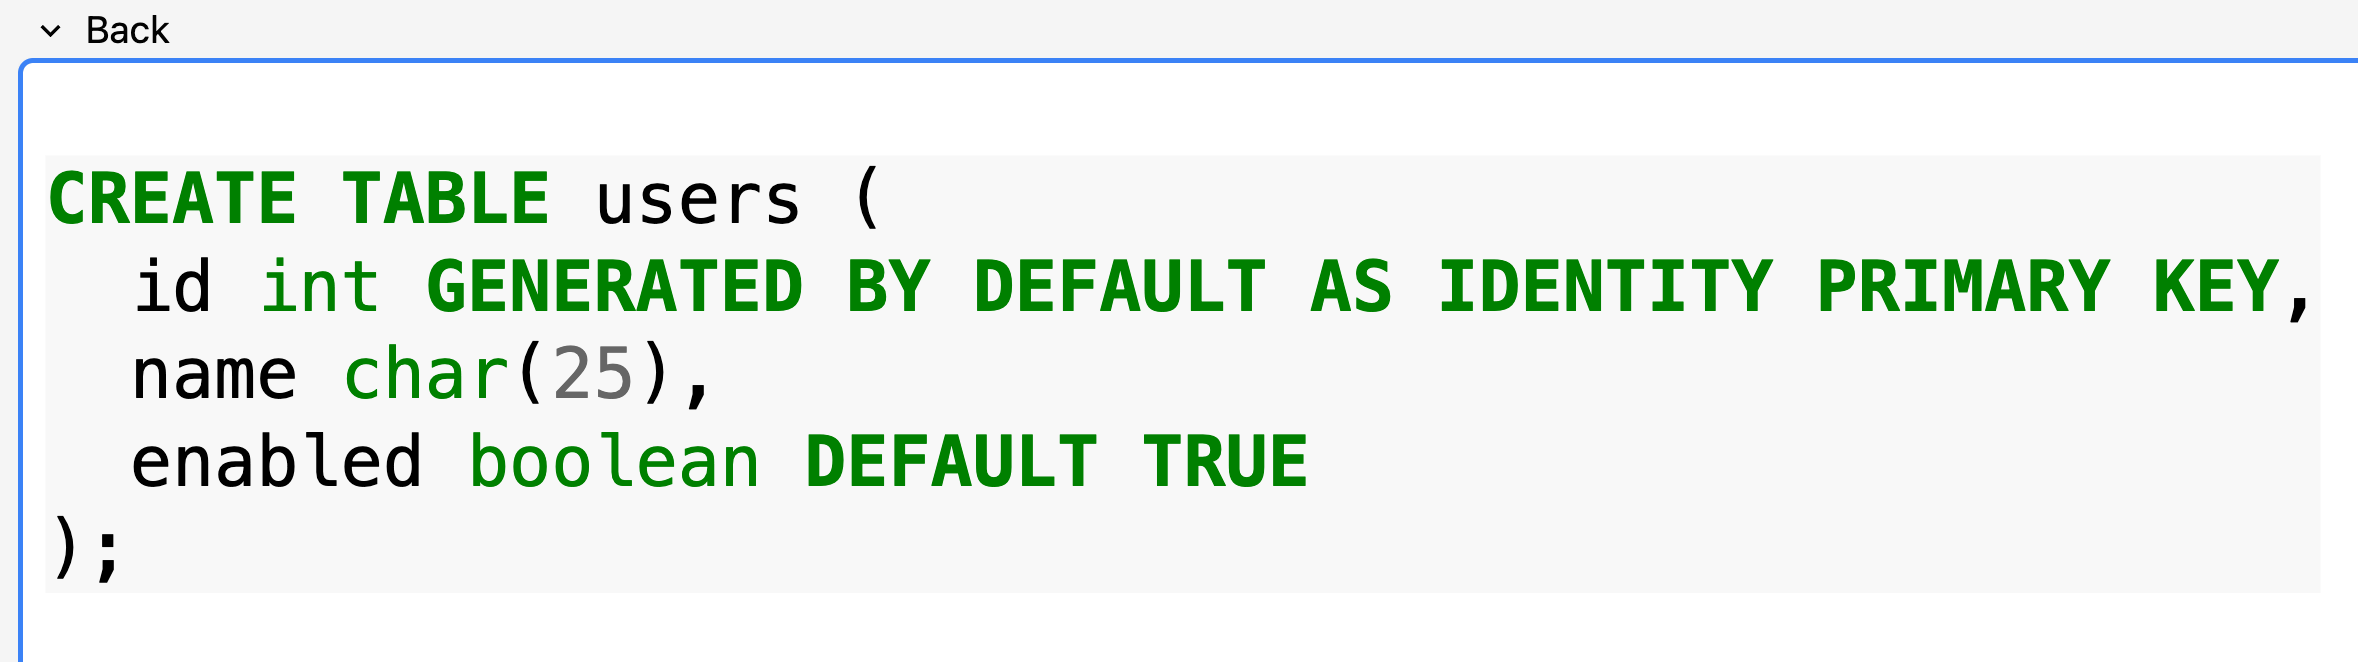 Back
CREATE TABLE users (
  id int GENERATED BY DEFAULT AS IDENTITY PRIMARY KEY,
  name char(25),
  enabled boolean DEFAULT TRUE
);